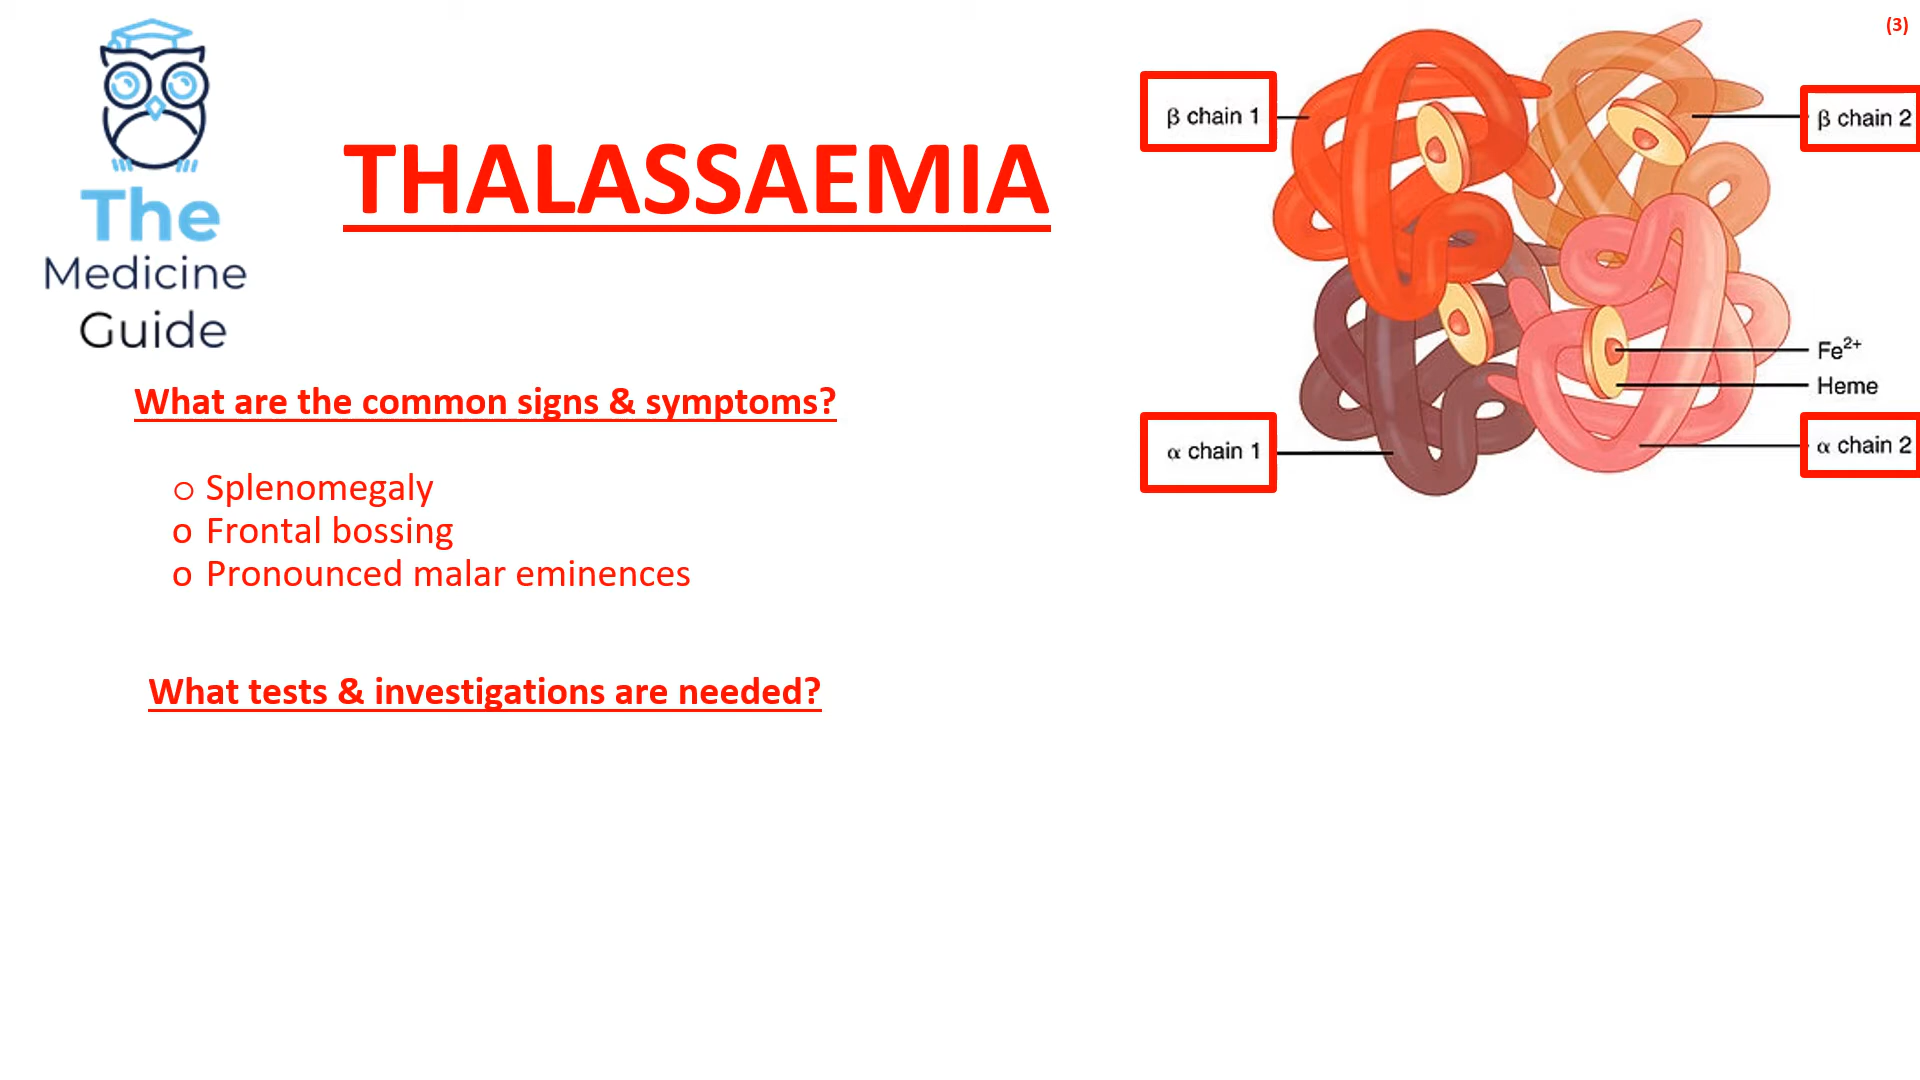 The
Medicine
Guide
THALASSAEMIA
(3)
β chain 1
β chain 2
Fe²⁺
Heme
α chain 1
α chain 2
What are the common signs & symptoms?
○ Splenomegaly
o Frontal bossing
o Pronounced malar eminences
What tests & investigations are needed?